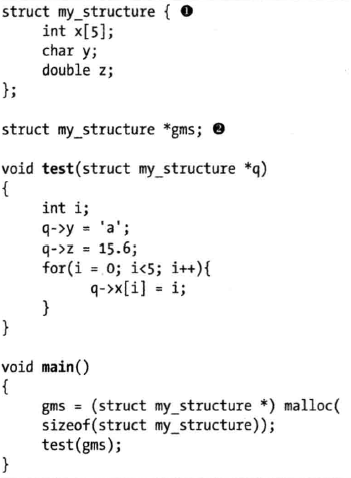 struct my_structure { ❶
int x[5];
char y;
double z;
};
struct my_structure *gms; ❷
void test(struct my_structure *q)
{
int i;
q->y = 'a';
q->z = 15.6;
for(i = 0; i<5; i++){
q->x[i] = i;
}
}
void main()
{
gms = (struct my_structure *) malloc(
sizeof(struct my_structure));
test(gms);
}